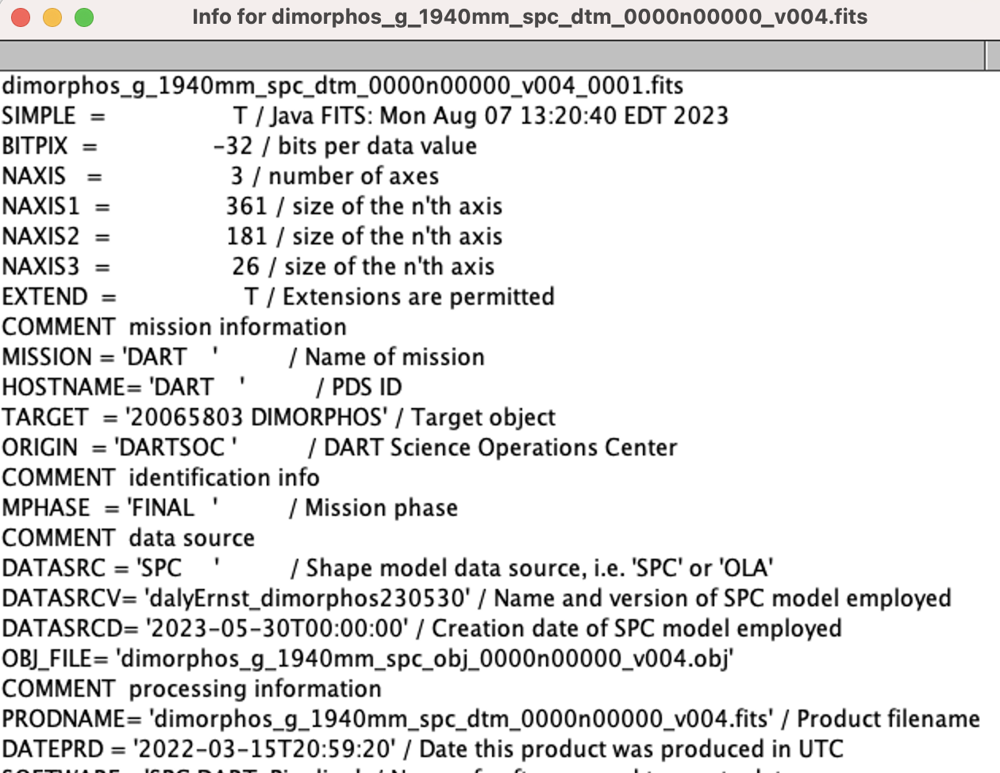 Info for dimorphos_g_1940mm_spc_dtm_0000n00000_v004.fits
dimorphos_g_1940mm_spc_dtm_0000n00000_v004_0001.fits
SIMPLE = T / Java FITS: Mon Aug 07 13:20:40 EDT 2023
BITPIX = -32 / bits per data value
NAXIS = 3 / number of axes
NAXIS1 = 361 / size of the n'th axis
NAXIS2 = 181 / size of the n'th axis
NAXIS3 = 26 / size of the n'th axis
EXTEND = T / Extensions are permitted
COMMENT mission information
MISSION = 'DART ' / Name of mission
HOSTNAME= 'DART ' / PDS ID
TARGET = '20065803 DIMORPHOS' / Target object
ORIGIN = 'DARTSOC ' / DART Science Operations Center
COMMENT identification info
MPHASE = 'FINAL ' / Mission phase
COMMENT data source
DATASRC = 'SPC ' / Shape model data source, i.e. 'SPC' or 'OLA'
DATASRCV= 'dalyErnst_dimorphos230530' / Name and version of SPC model employed
DATASRCD= '2023-05-30T00:00:00' / Creation date of SPC model employed
OBJ_FILE= 'dimorphos_g_1940mm_spc_obj_0000n00000_v004.obj'
COMMENT processing information
PRODNAME= 'dimorphos_g_1940mm_spc_dtm_0000n00000_v004.fits' / Product filename
DATEPRD = '2022-03-15T20:59:20' / Date this product was produced in UTC